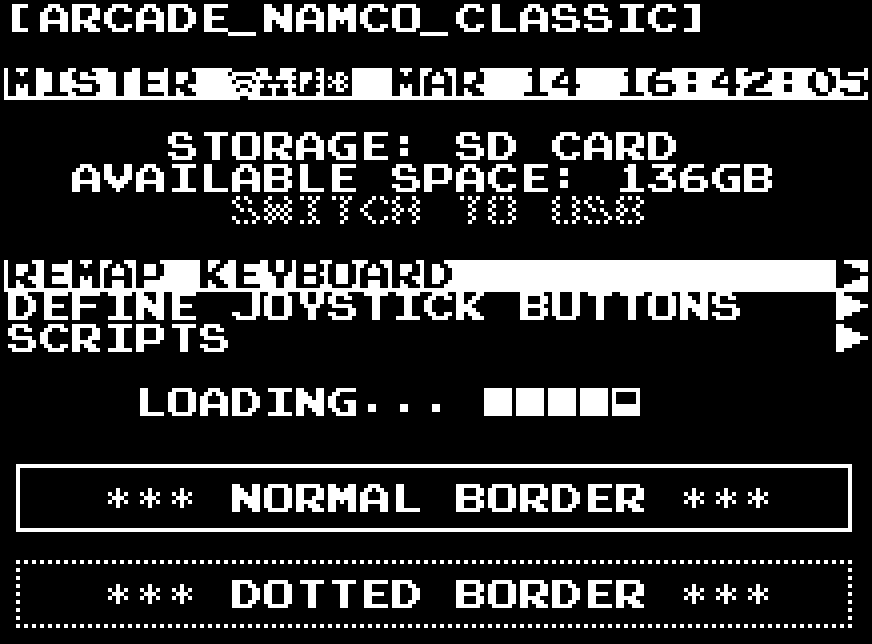 [ARCADE_NAMCO_CLASSIC]
MISTER MAR 14 16:42:05
STORAGE: SD CARD
AVAILABLE SPACE: 136GB
SWITCH TO USB
REMAP KEYBOARD
DEFINE JOYSTICK BUTTONS
SCRIPTS
LOADING...
*** NORMAL BORDER ***
*** DOTTED BORDER ***